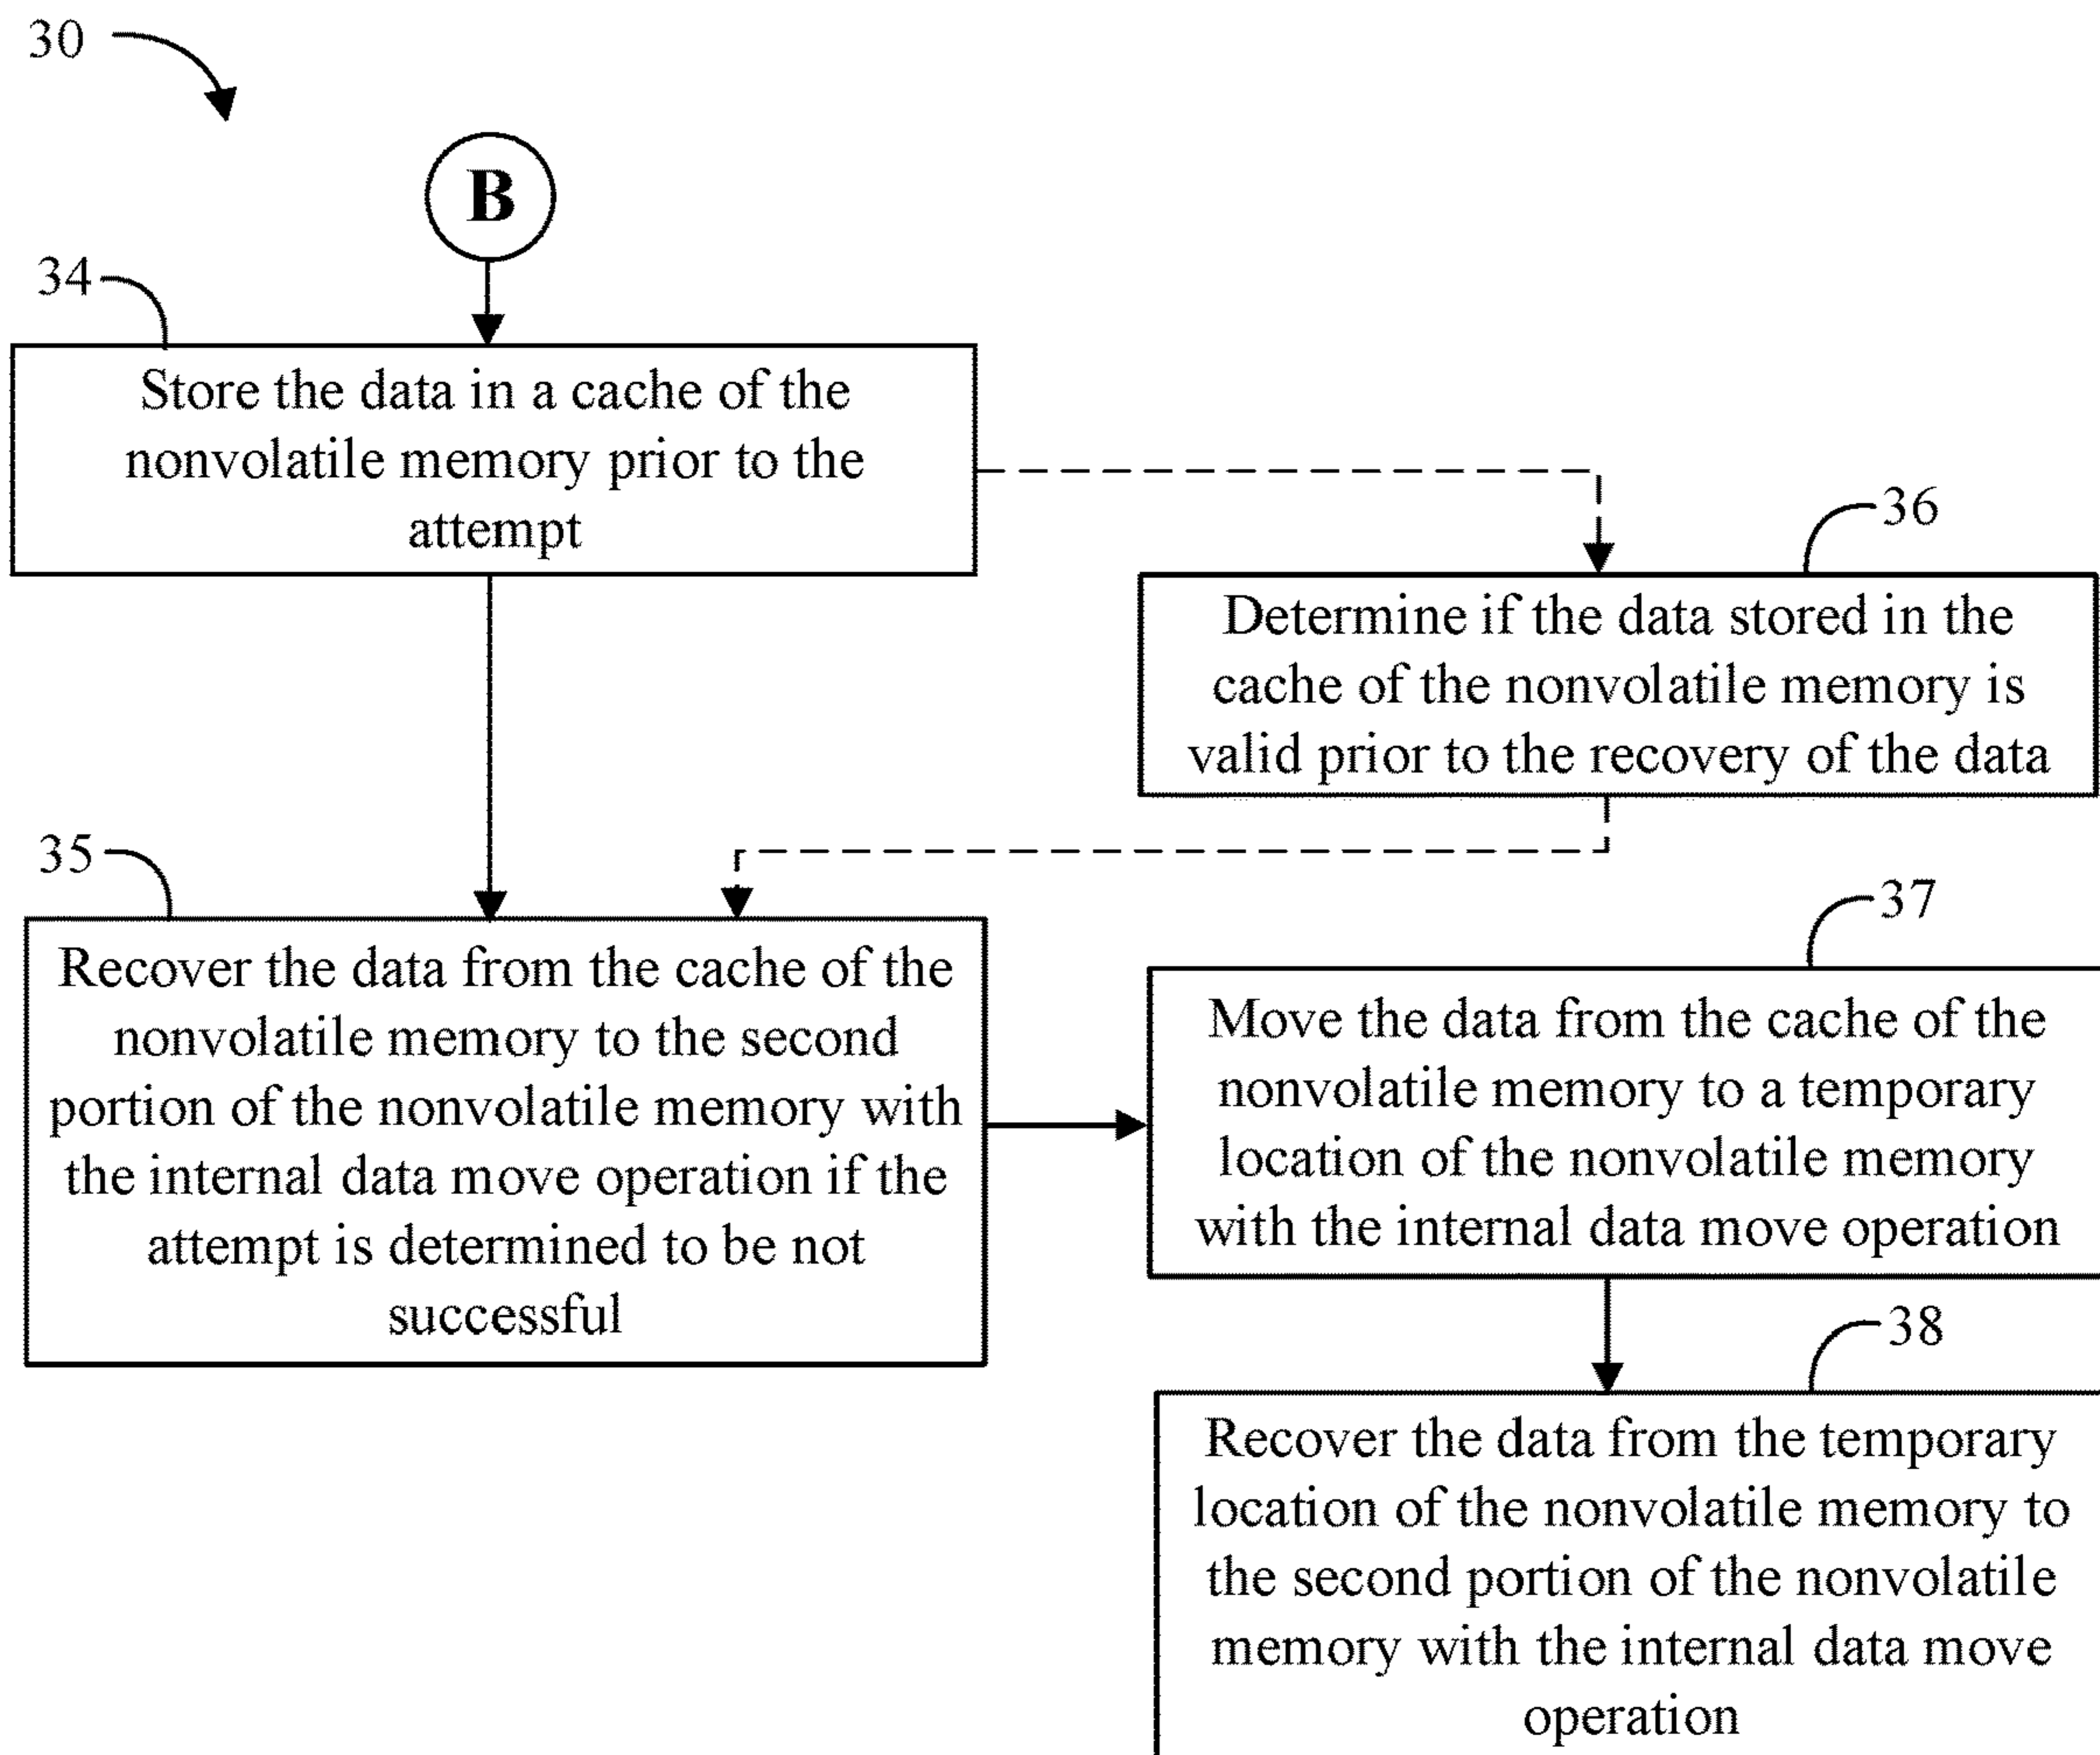 30
B
34
Store the data in a cache of the
nonvolatile memory prior to the
attempt
36
Determine if the data stored in the
cache of the nonvolatile memory is
valid prior to the recovery of the data
35
Recover the data from the cache of the
nonvolatile memory to the second
portion of the nonvolatile memory with
the internal data move operation if the
attempt is determined to be not
successful
37
Move the data from the cache of the
nonvolatile memory to a temporary
location of the nonvolatile memory
with the internal data move operation
38
Recover the data from the temporary
location of the nonvolatile memory to
the second portion of the nonvolatile
memory with the internal data move
operation